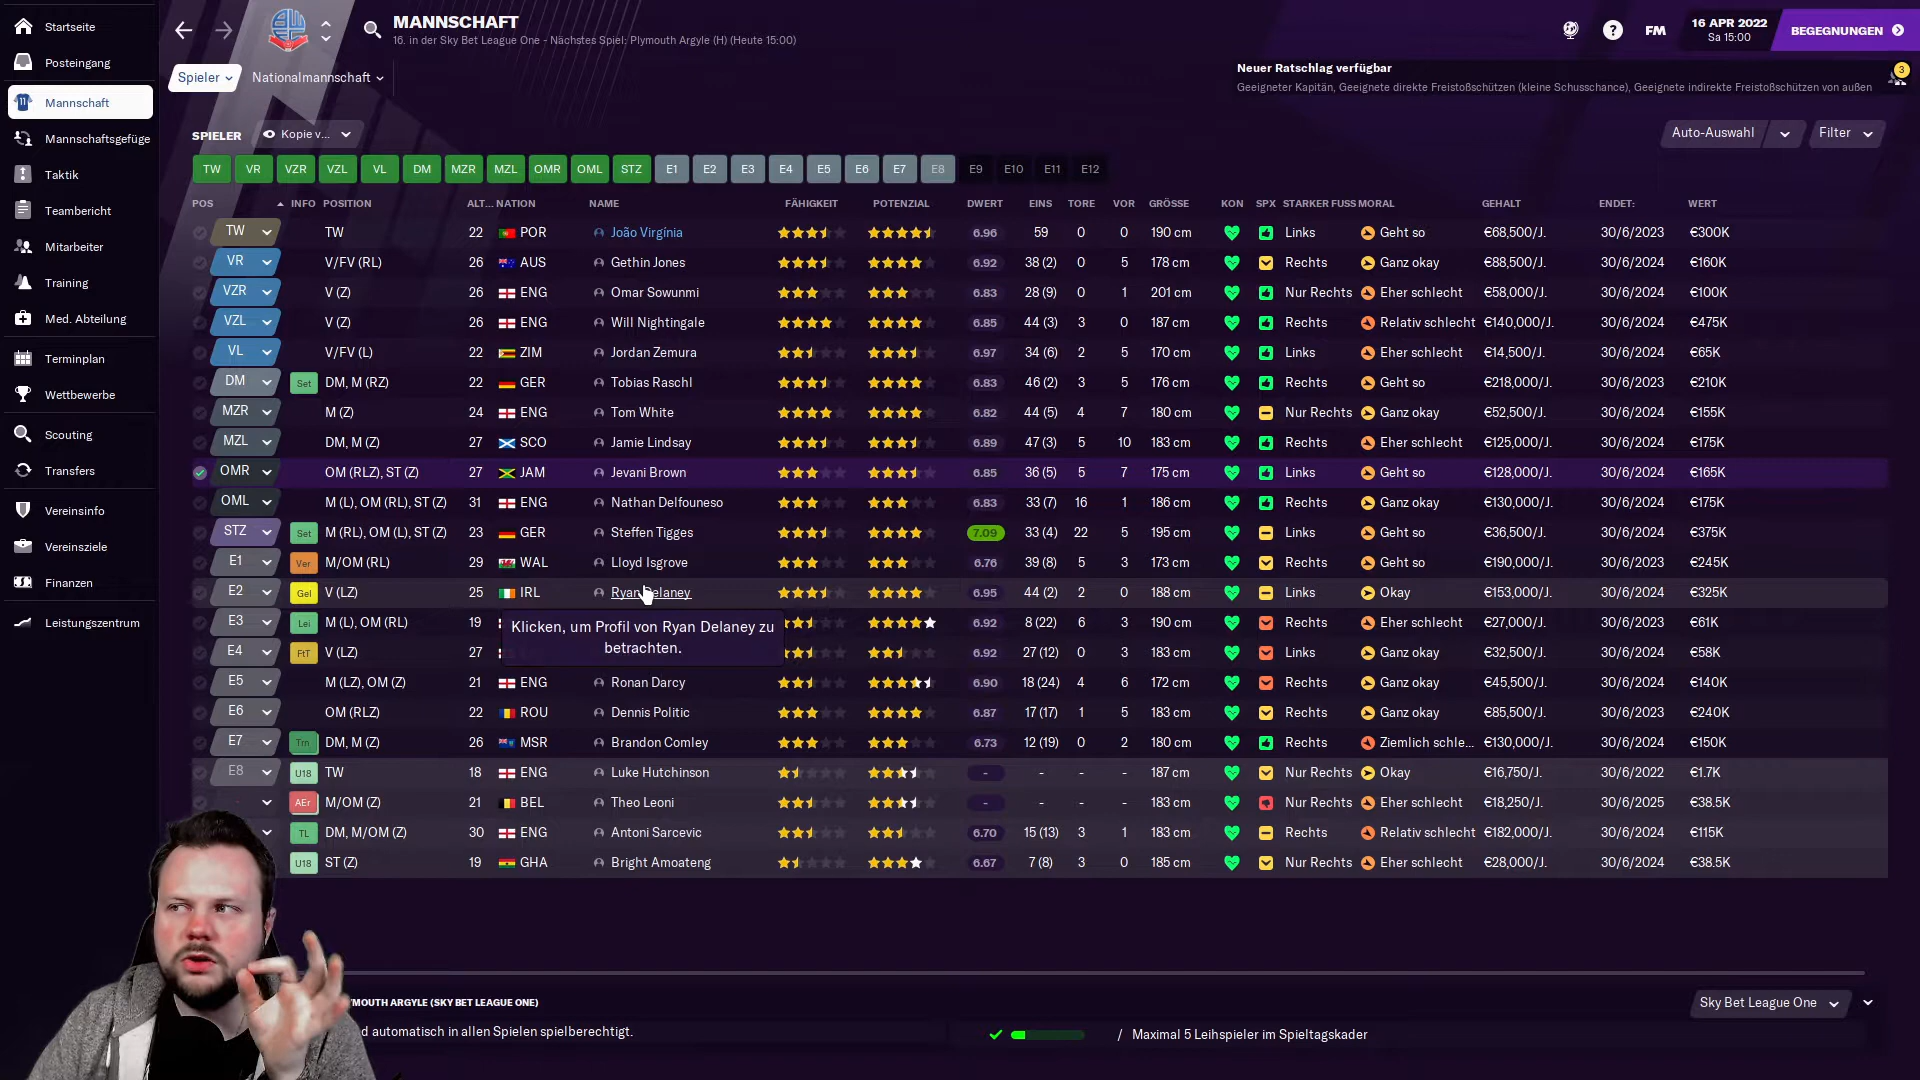 Startseite
Posteingang
Mannschaft
Mannschaftsgefüge
Taktik
Teambericht
Mitarbeiter
Training
Med. Abteilung
Terminplan
Wettbewerbe
Scouting
Transfers
Vereinsinfo
Vereinsziele
Finanzen
Leistungszentrum
MANNSCHAFT
16. in der Sky Bet League One - Nächstes Spiel: Plymouth Argyle (H) (Heute 15:00)
FM
16 APR 2022
Sa 15:00
BEGEGNUNGEN
Spieler
Nationalmannschaft
Neuer Ratschlag verfügbar
3
Geeigneter Kapitän, Geeignete direkte Freistoßschützen (kleine Schusschance), Geeignete indirekte Freistoßschützen von außen
SPIELER Kopie v...
Auto-Auswahl Filter
TW VR VZR VZL VL DM MZR MZL OMR OML STZ E1 E2 E3 E4 E5 E6 E7 E8 E9 E10 E11 E12
POS INFO POSITION ALT... NATION NAME FÄHIGKEIT POTENZIAL DWERT EINS TORE VOR GRÖSSE KON SPX STARKER FUSS MORAL GEHALT ENDET: WERT
TW TW 22 POR João Virgínia 6.96 59 0 0 190 cm Links Geht so €68,500/J. 30/6/2023 €300K
VR V/FV (RL) 26 AUS Gethin Jones 6.92 38 (2) 0 5 178 cm Rechts Ganz okay €88,500/J. 30/6/2024 €160K
VZR V (Z) 26 ENG Omar Sowunmi 6.83 28 (9) 0 1 201 cm Nur Rechts Eher schlecht €58,000/J. 30/6/2024 €100K
VZL V (Z) 26 ENG Will Nightingale 6.85 44 (3) 3 0 187 cm Rechts Relativ schlecht €140,000/J. 30/6/2024 €475K
VL V/FV (L) 22 ZIM Jordan Zemura 6.97 34 (6) 2 5 170 cm Links Eher schlecht €14,500/J. 30/6/2024 €65K
DM Set DM, M (RZ) 22 GER Tobias Raschl 6.83 46 (2) 3 5 176 cm Rechts Geht so €218,000/J. 30/6/2023 €210K
MZR M (Z) 24 ENG Tom White 6.82 44 (5) 4 7 180 cm Nur Rechts Ganz okay €52,500/J. 30/6/2024 €155K
MZL DM, M (Z) 27 SCO Jamie Lindsay 6.89 47 (3) 5 10 183 cm Rechts Eher schlecht €125,000/J. 30/6/2024 €175K
OMR OM (RLZ), ST (Z) 27 JAM Jevani Brown 6.85 36 (5) 5 7 175 cm Links Geht so €128,000/J. 30/6/2024 €165K
OML M (L), OM (RL), ST (Z) 31 ENG Nathan Delfouneso 6.83 33 (7) 16 1 186 cm Rechts Ganz okay €130,000/J. 30/6/2024 €175K
STZ Set M (RL), OM (L), ST (Z) 23 GER Steffen Tigges 7.09 33 (4) 22 5 195 cm Links Geht so €36,500/J. 30/6/2024 €375K
E1 Ver M/OM (RL) 29 WAL Lloyd Isgrove 6.76 39 (8) 5 3 173 cm Rechts Geht so €190,000/J. 30/6/2023 €245K
E2 Gel V (LZ) 25 IRL Ryan Delaney 6.95 44 (2) 2 0 188 cm Links Okay €153,000/J. 30/6/2024 €325K
E3 Lei M (L), OM (RL) 19 6.92 8 (22) 6 3 190 cm Rechts Geht so €27,000/J. 30/6/2023 €61K
Klicken, um Profil von Ryan Delaney zu
betrachten.
E4 FtT V (LZ) 27 6.92 27 (12) 0 3 183 cm Links Ganz okay €32,500/J. 30/6/2024 €58K
E5 M (LZ), OM (Z) 21 ENG Ronan Darcy 6.90 18 (24) 4 6 172 cm Rechts Ganz okay €45,500/J. 30/6/2024 €140K
E6 OM (RLZ) 22 ROU Dennis Politic 6.87 17 (17) 1 5 183 cm Rechts Ganz okay €85,500/J. 30/6/2023 €240K
E7 Trn DM, M (Z) 26 MSR Brandon Comley 6.73 12 (19) 0 2 180 cm Rechts Ziemlich schle... €130,000/J. 30/6/2024 €150K
E8 U18 TW 18 ENG Luke Hutchinson - - - - 187 cm Nur Rechts Okay €16,750/J. 30/6/2022 €1.7K
AEr M/OM (Z) 21 BEL Theo Leoni - - - - 183 cm Nur Rechts Eher schlecht €18,250/J. 30/6/2025 €38.5K
TL DM, M/OM (Z) 30 ENG Antoni Sarcevic 6.70 15 (13) 3 1 183 cm Rechts Relativ schlecht €182,000/J. 30/6/2024 €115K
U18 ST (Z) 19 GHA Bright Amoateng 6.67 7 (8) 3 0 185 cm Nur Rechts Eher schlecht €28,000/J. 30/6/2024 €38.5K
YMOUTH ARGYLE (SKY BET LEAGUE ONE)
Sky Bet League One
d automatisch in allen Spielen spielberechtigt.
/ Maximal 5 Leihspieler im Spieltagskader